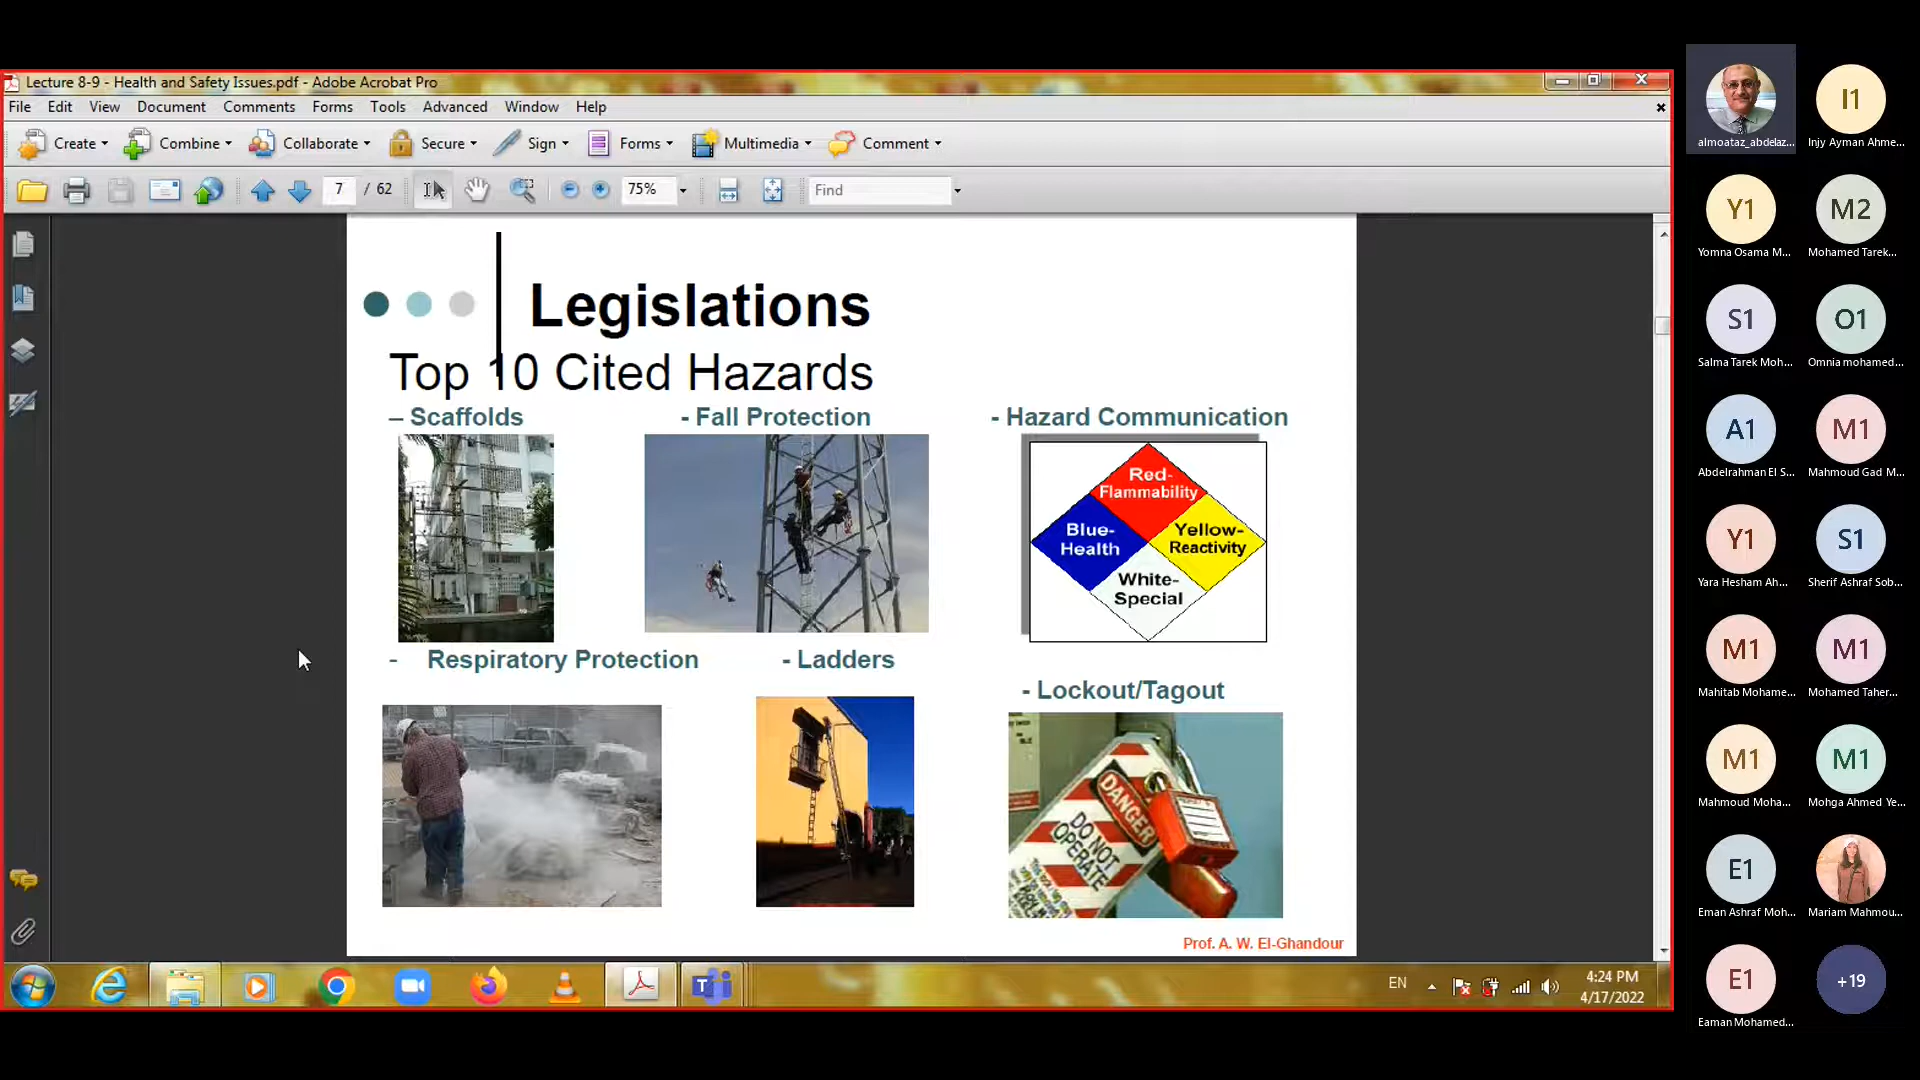 Lecture 8-9 - Health and Safety Issues.pdf - Adobe Acrobat Pro
File Edit View Document Comments Forms Tools Advanced Window Help
Create Combine Collaborate Secure Sign Forms Multimedia Comment
7 / 62 75% Find
Legislations
Top 10 Cited Hazards
– Scaffolds - Fall Protection - Hazard Communication
Red-
Flammability
Blue-
Health
Yellow-
Reactivity
White-
Special
- Respiratory Protection - Ladders
- Lockout/Tagout
DANGER
DO NOT
OPERATE
Prof. A. W. El-Ghandour
EN
4:24 PM
4/17/2022
almoataz_abdelaz...
I1
Injy Ayman Ahme...
Y1
Yomna Osama M...
M2
Mohamed Tarek...
S1
Salma Tarek Moh...
O1
Omnia mohamed...
A1
Abdelrahman El S...
M1
Mahmoud Gad M...
Y1
Yara Hesham Ah...
S1
Sherif Ashraf Sob...
M1
Mahitab Mohame...
M1
Mohamed Taher...
M1
Mahmoud Moha...
M1
Mohga Ahmed Ye...
E1
Eman Ashraf Moh...
Mariam Mahmou...
E1
Eaman Mohamed...
+19